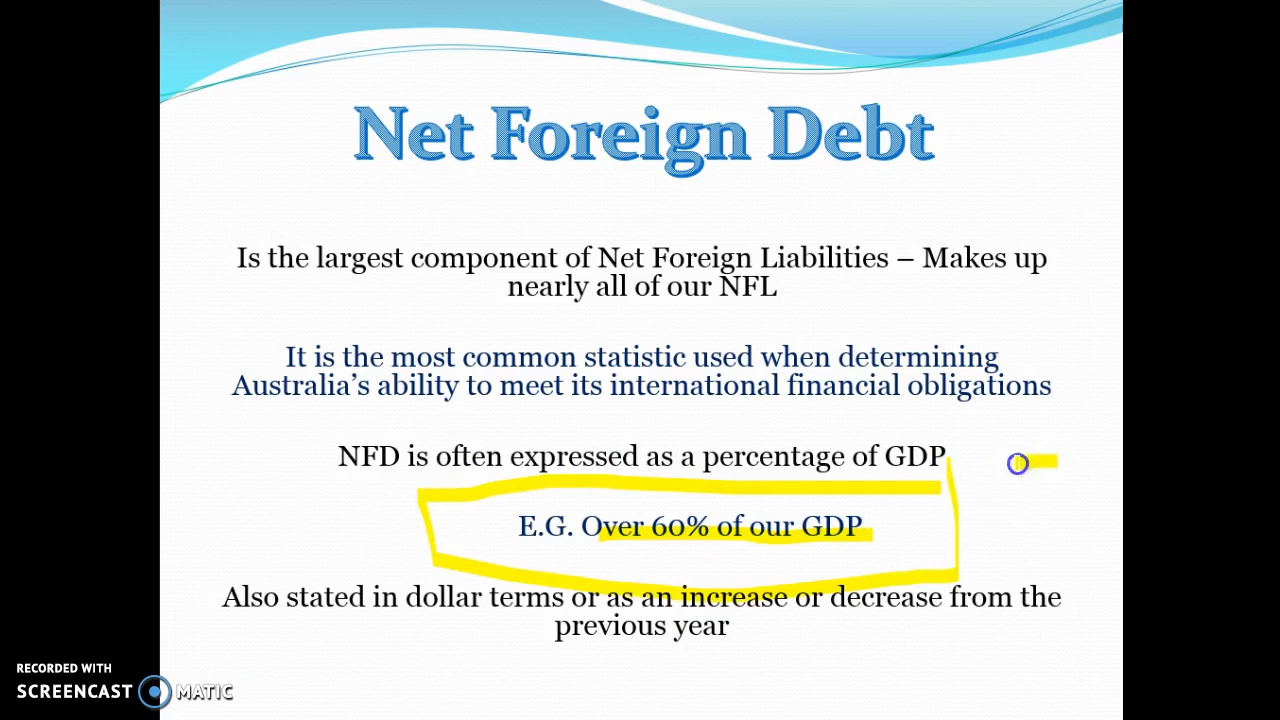 Net Foreign Debt
Is the largest component of Net Foreign Liabilities – Makes up
nearly all of our NFL
It is the most common statistic used when determining
Australia’s ability to meet its international financial obligations
NFD is often expressed as a percentage of GDP
E.G. Over 60% of our GDP
Also stated in dollar terms or as an increase or decrease from the
previous year
RECORDED WITH
SCREENCAST MATIC